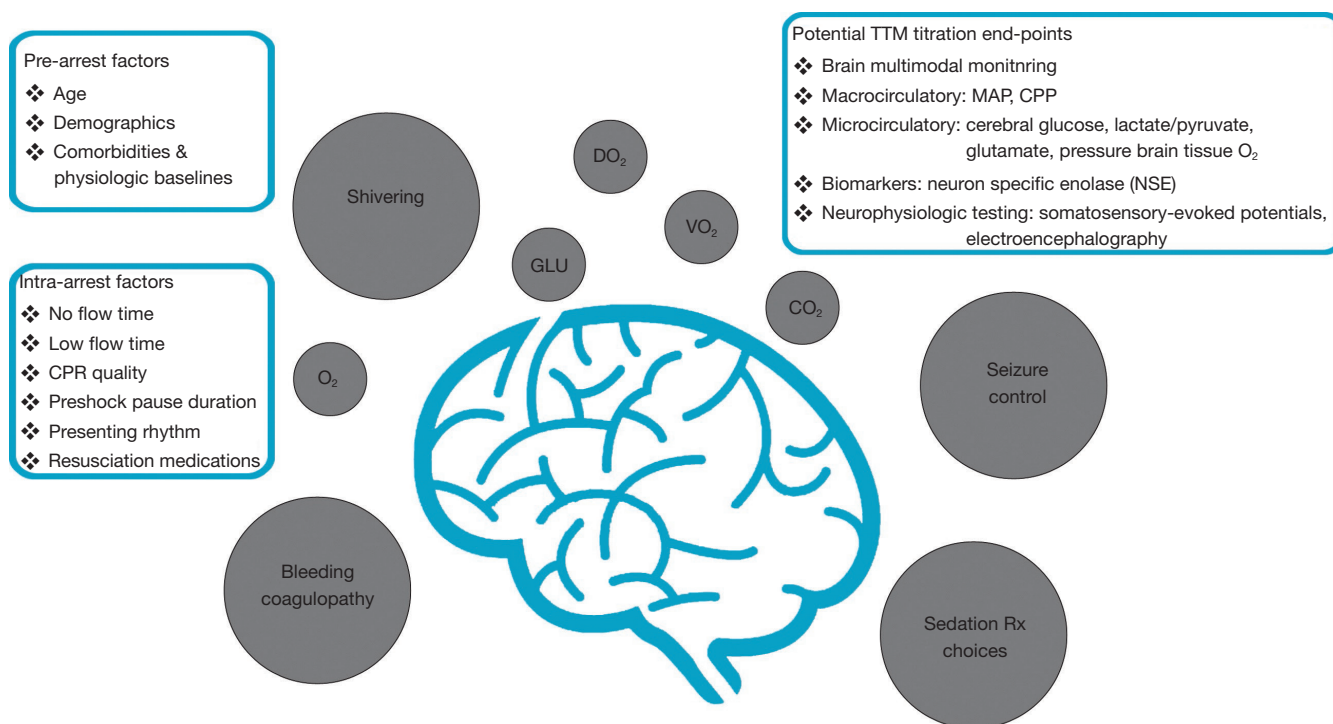 Pre-arrest factors
❖ Age
❖ Demographics
❖ Comorbidities &
physiologic baselines
Intra-arrest factors
❖ No flow time
❖ Low flow time
❖ CPR quality
❖ Preshock pause duration
❖ Presenting rhythm
❖ Resusciation medications
Shivering
DO₂
VO₂
GLU
CO₂
O₂
Bleeding
coagulopathy
Potential TTM titration end-points
❖ Brain multimodal monitnring
❖ Macrocirculatory: MAP, CPP
❖ Microcirculatory: cerebral glucose, lactate/pyruvate,
glutamate, pressure brain tissue O₂
❖ Biomarkers: neuron specific enolase (NSE)
❖ Neurophysiologic testing: somatosensory-evoked potentials,
electroencephalography
Seizure
control
Sedation Rx
choices